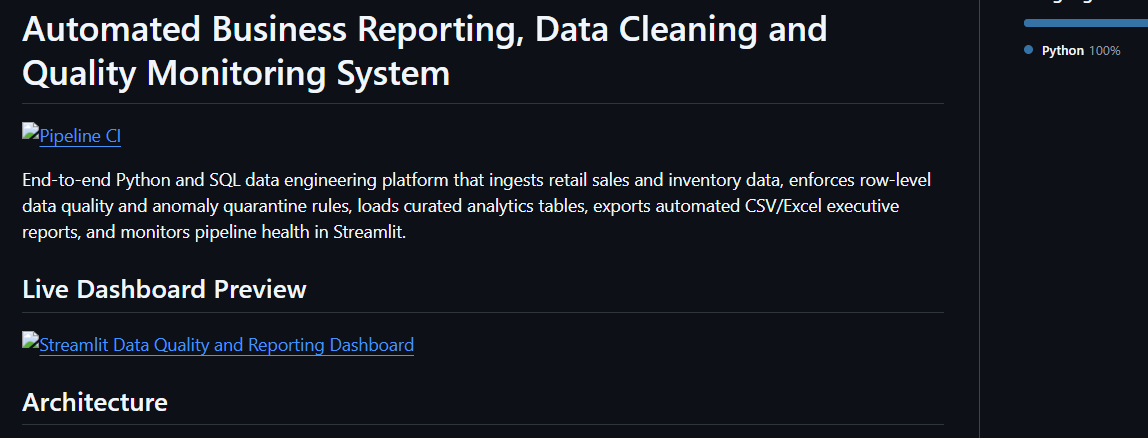 Automated Business Reporting, Data Cleaning and
Quality Monitoring System
Pipeline CI
End-to-end Python and SQL data engineering platform that ingests retail sales and inventory data, enforces row-level
data quality and anomaly quarantine rules, loads curated analytics tables, exports automated CSV/Excel executive
reports, and monitors pipeline health in Streamlit.
Live Dashboard Preview
Streamlit Data Quality and Reporting Dashboard
Architecture
Python 100%